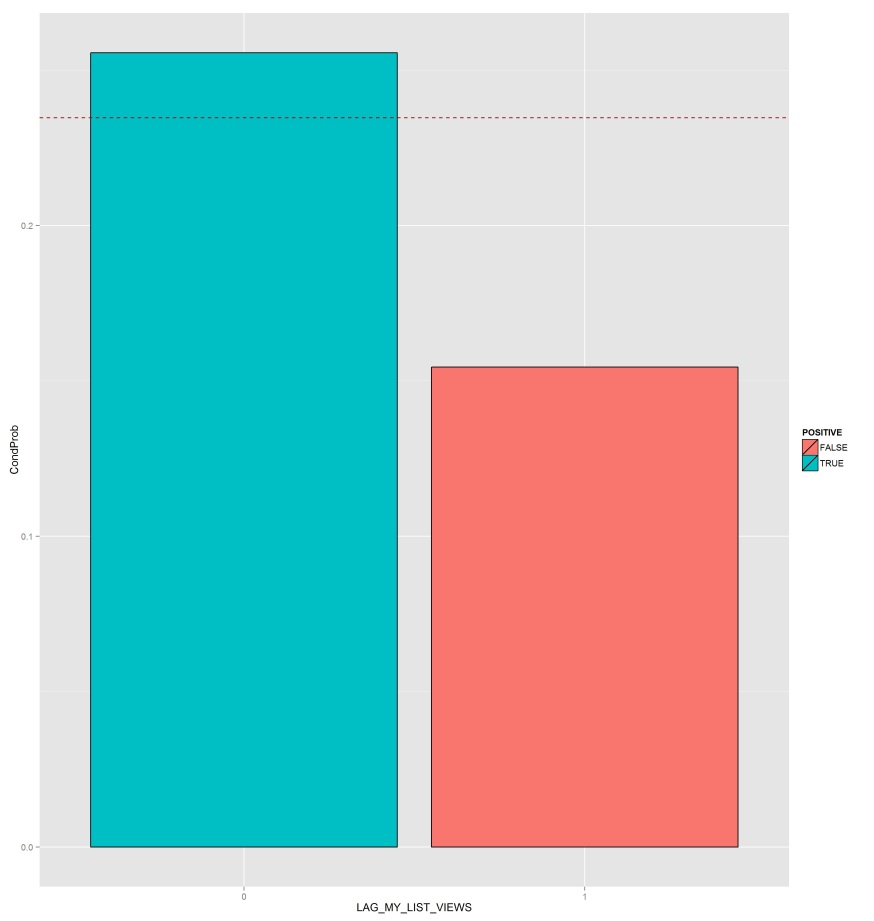 CondProb
0.2
0.1
0.0
0
1
LAG_MY_LIST_VIEWS
POSITIVE
FALSE
TRUE